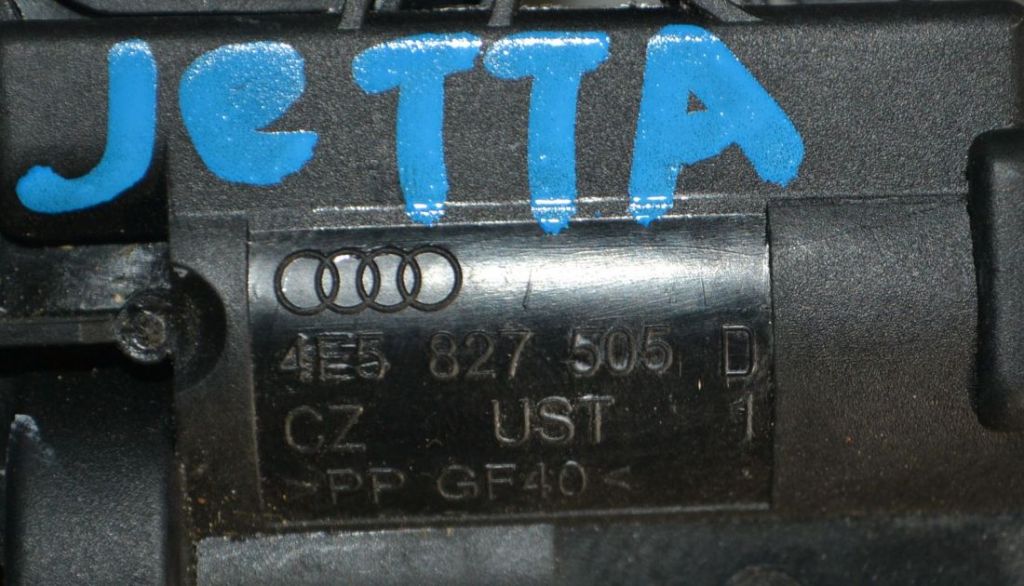 JeTTA
4E5 827 505 D
CZ UST 1
>PP GF40<